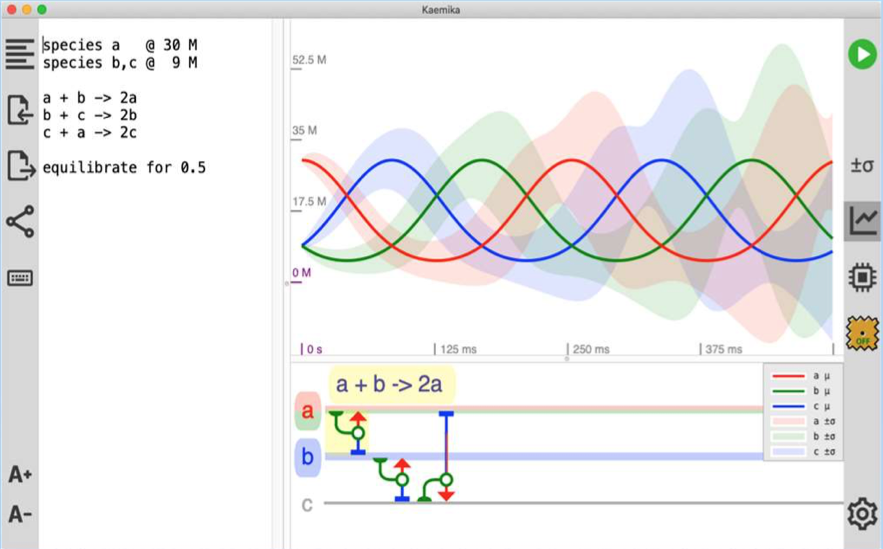 Kaemika
species a   @ 30 M
species b,c @  9 M
a + b -> 2a
b + c -> 2b
c + a -> 2c
equilibrate for 0.5
52.5 M
35 M
17.5 M
0 M
0 s
125 ms
250 ms
375 ms
±σ
OFF
a + b -> 2a
a
b
c
a μ
b μ
c μ
a ±σ
b ±σ
c ±σ
A+
A-